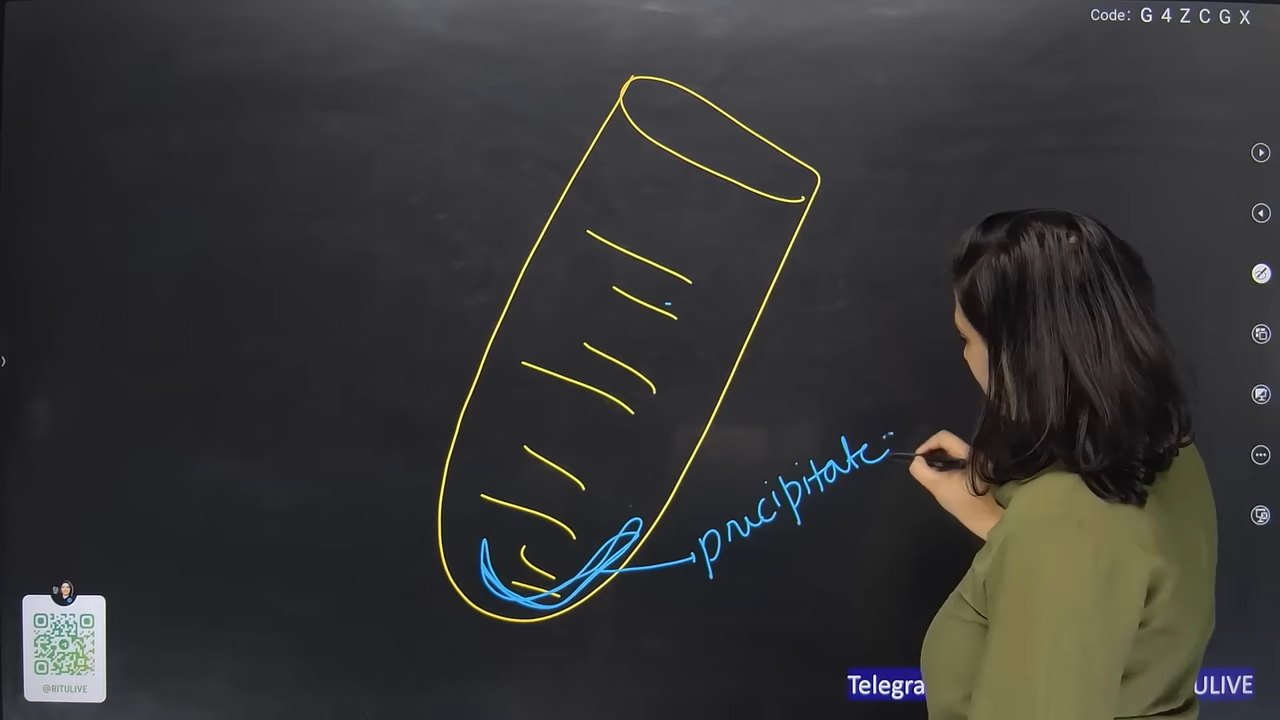 Code: G 4 Z C G X
precipitate
@RITULIVE
Telegra
ULIVE